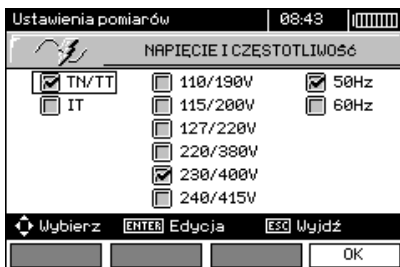 Ustawienia pomiarów 08:43
NAPIĘCIE I CZĘSTOTLIWOŚĆ
TN/TT 110/190V 50Hz
IT 115/200V 60Hz
127/220V
220/380V
230/400V
240/415V
Wybierz ENTER Edycja ESC Wyjdź
OK